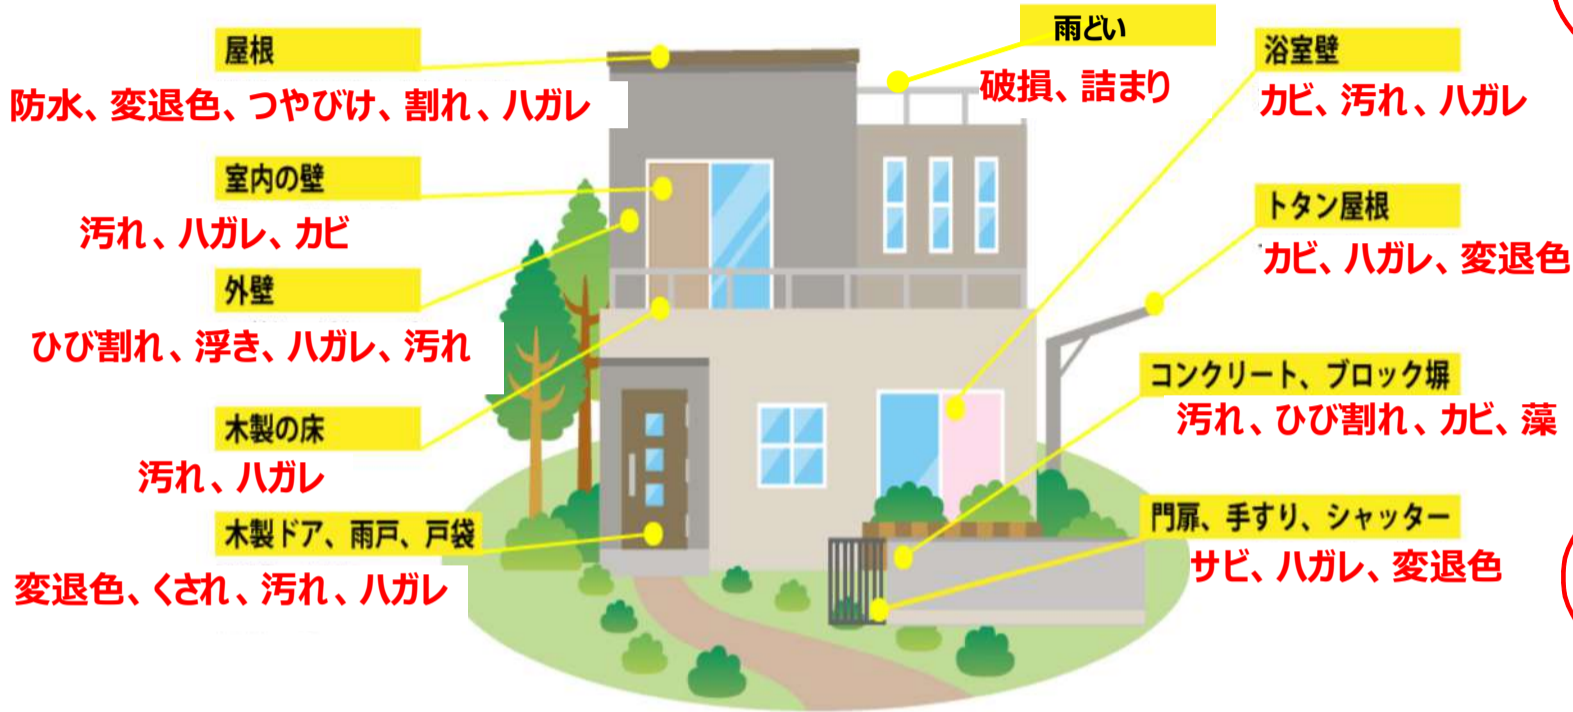 屋根
防水、変退色、つやびけ、割れ、ハガレ
室内の壁
汚れ、ハガレ、カビ
外壁
ひび割れ、浮き、ハガレ、汚れ
木製の床
汚れ、ハガレ
木製ドア、雨戸、戸袋
変退色、くされ、汚れ、ハガレ
雨どい
破損、詰まり
浴室壁
カビ、汚れ、ハガレ
トタン屋根
カビ、ハガレ、変退色
コンクリート、ブロック塀
汚れ、ひび割れ、カビ、藻
門扉、手すり、シャッター
サビ、ハガレ、変退色